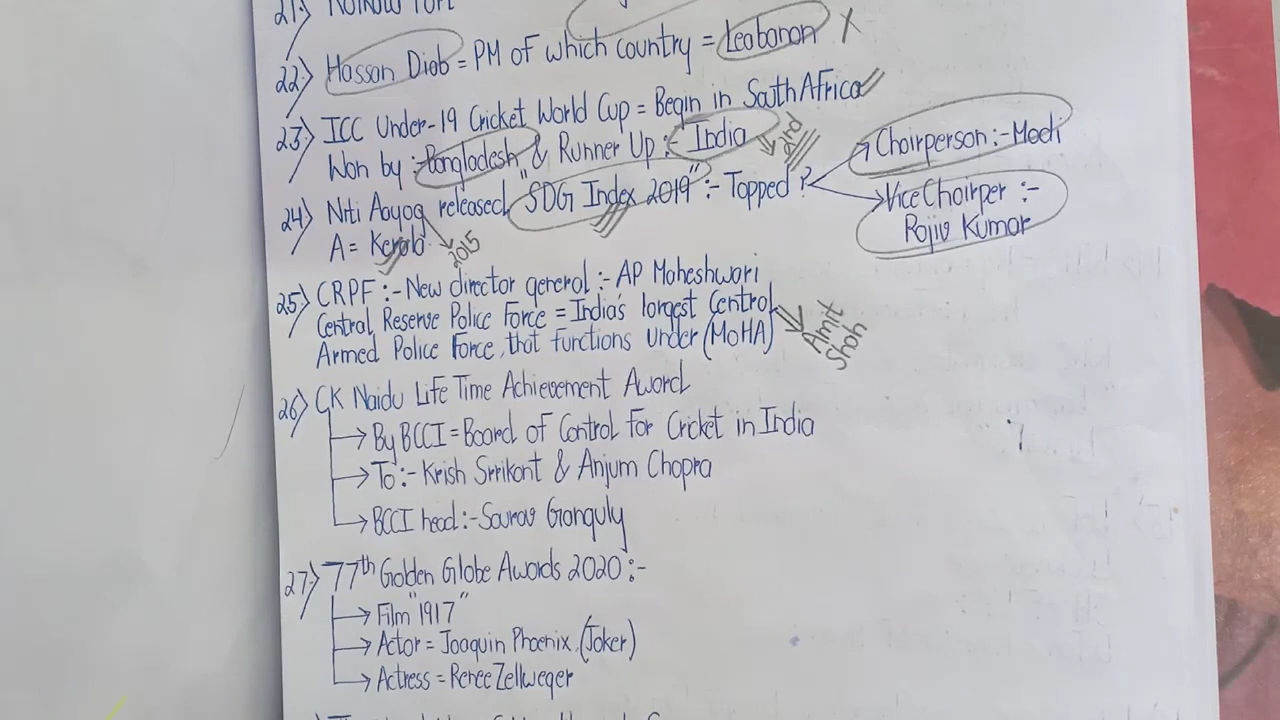 22) Hassan Diab = PM of which country = Leabanon X
23) ICC Under-19 Cricket World Cup = Begin in South Africa
Won by :- Bangladesh & Runner Up :- India
2nd
24) Niti Aayog released "SDG Index 2019" :- Topped ?
A = Kerala
2015
Chairperson :- Modi
Vice Chairper :-
Rajiv Kumar
25) CRPF :- New director general :- AP Maheshwari
Central Reserve Police Force = India's largest Central
Armed Police Force, that functions under (MoHA)
Amit
Shah
26) CK Naidu Life Time Achievement Award
By BCCI = Board of Control For Cricket in India
To :- Krish Srrikant & Anjum Chopra
BCCI head :- Sourav Ganguly
27) 77th Golden Globe Awards 2020 :-
Film "1917"
Actor = Joaquin Phoenix (Joker)
Actress = Renee Zellweger